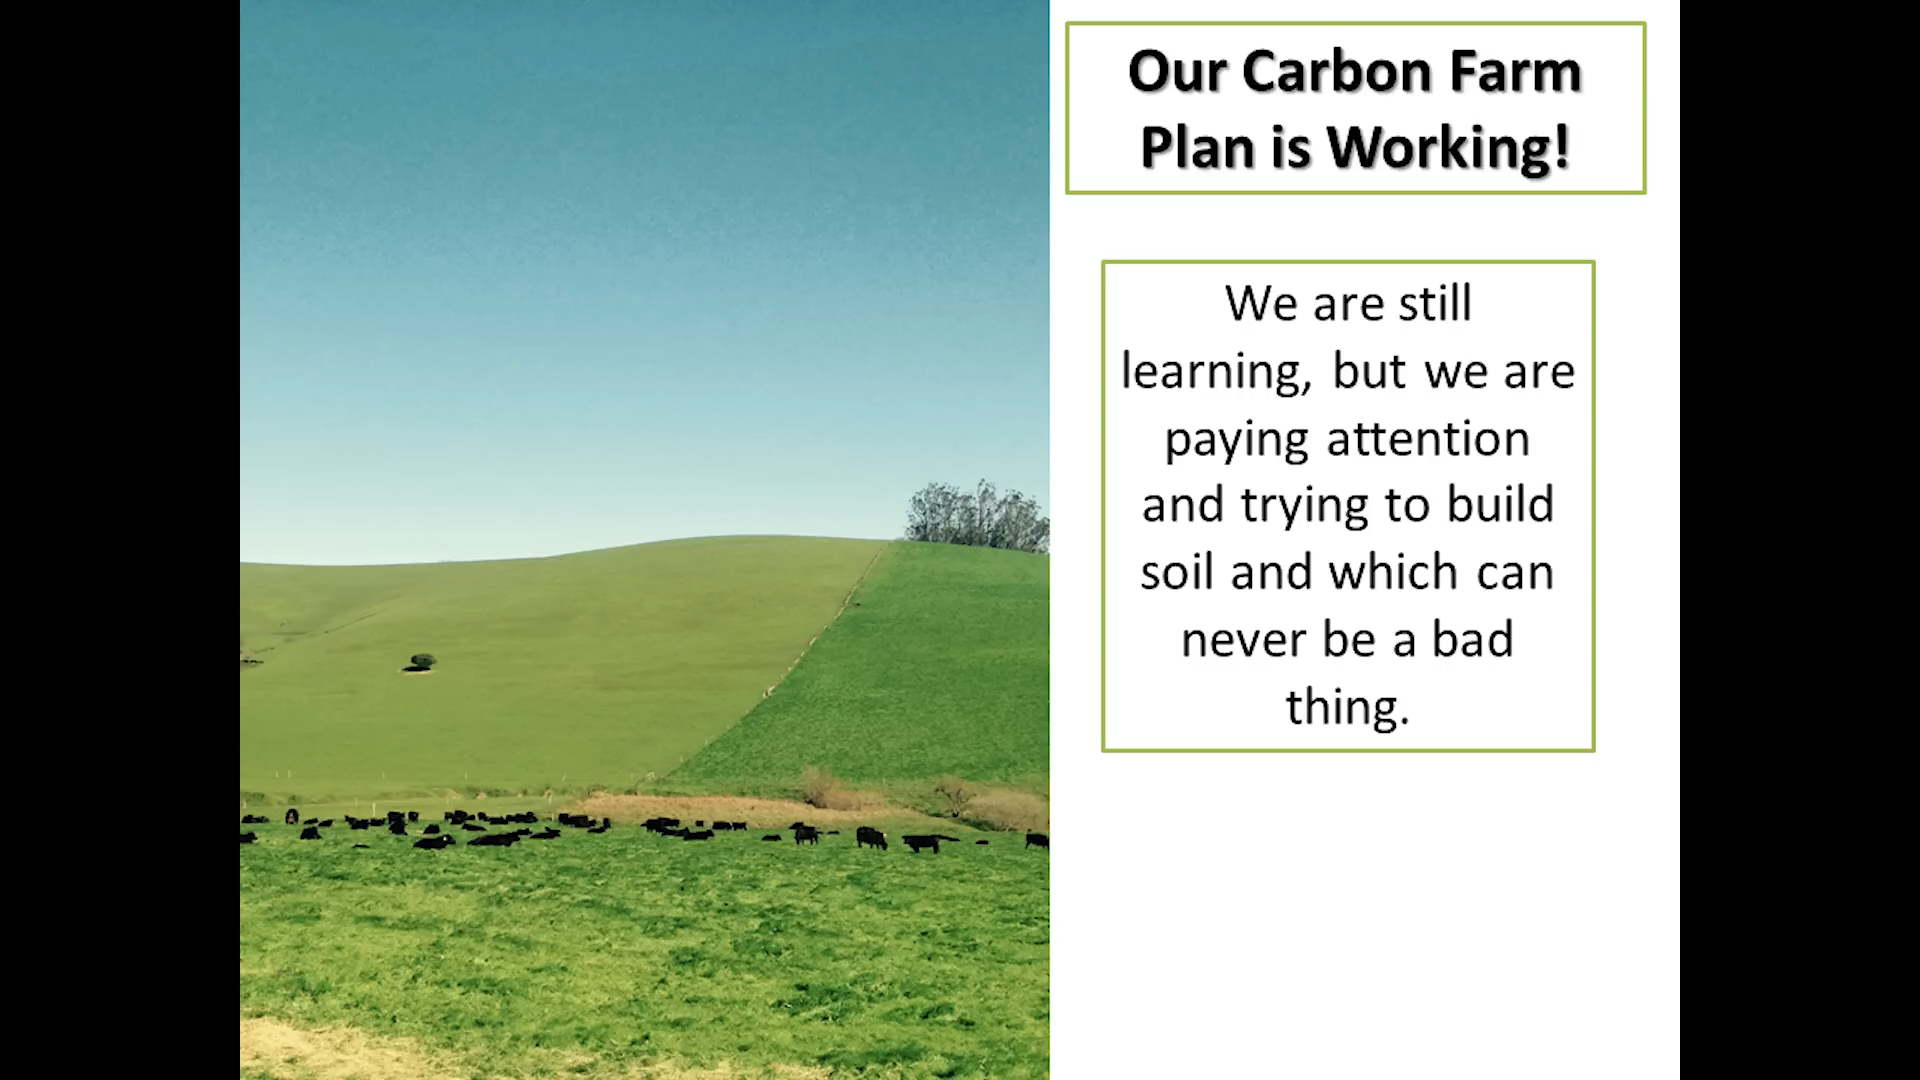 Our Carbon Farm
Plan is Working!
We are still
learning, but we are
paying attention
and trying to build
soil and which can
never be a bad
thing.